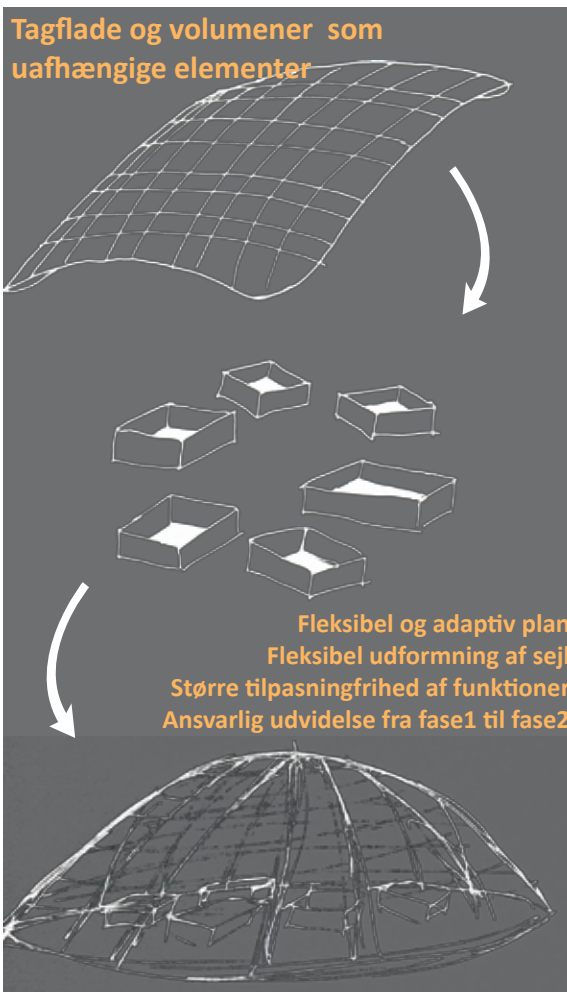 Tagflade og volumener som
uafhængige elementer
Fleksibel og adaptiv plan
Fleksibel udformning af sejl
Større tilpasningfrihed af funktioner
Ansvarlig udvidelse fra fase1 til fase2